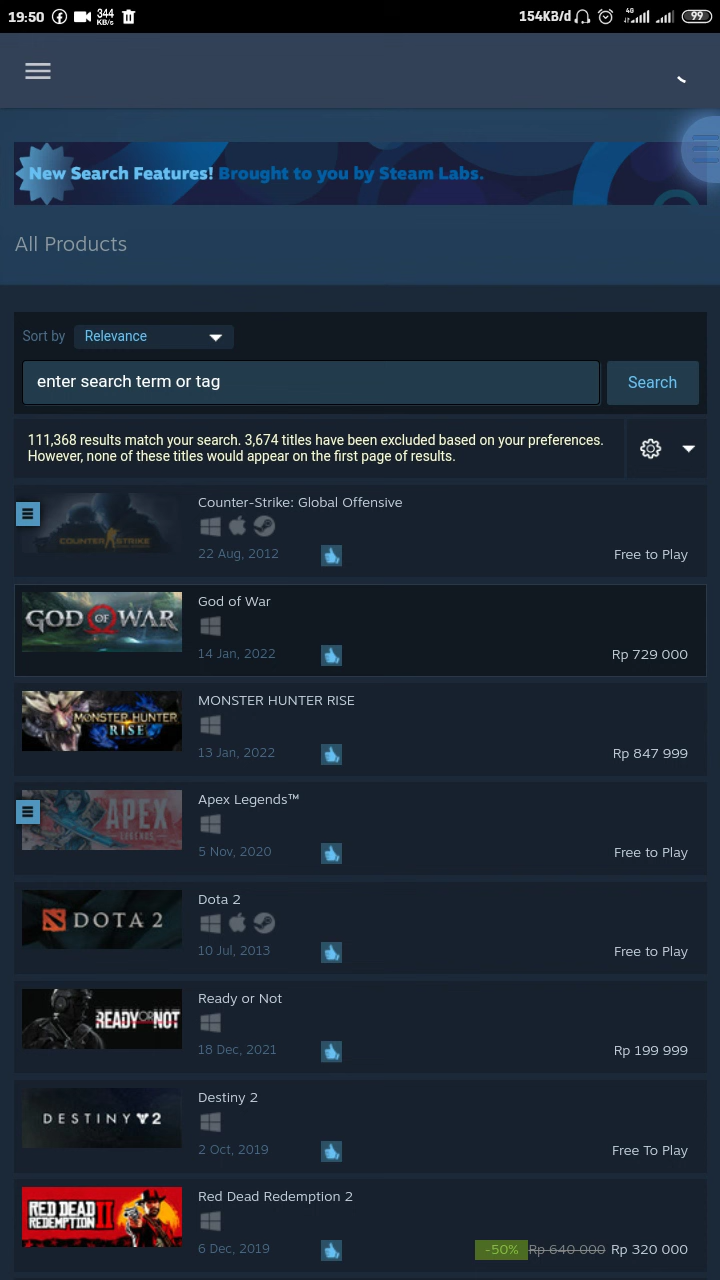 19:50 344 KB/s 154KB/d 4G 99
New Search Features! Brought to you by Steam Labs.
All Products
Sort by Relevance
enter search term or tag Search
111,368 results match your search. 3,674 titles have been excluded based on your preferences.
However, none of these titles would appear on the first page of results.
Counter-Strike: Global Offensive
COUNTER STRIKE
22 Aug, 2012 Free to Play
God of War
GOD OF WAR
14 Jan, 2022 Rp 729 000
MONSTER HUNTER RISE
MONSTER HUNTER
RISE
13 Jan, 2022 Rp 847 999
Apex Legends™
APEX
LEGENDS
5 Nov, 2020 Free to Play
Dota 2
DOTA 2
10 Jul, 2013 Free to Play
Ready or Not
READY OR NOT
18 Dec, 2021 Rp 199 999
Destiny 2
DESTINY 2
2 Oct, 2019 Free To Play
Red Dead Redemption 2
RED DEAD
REDEMPTION II
6 Dec, 2019 -50% Rp 640 000 Rp 320 000